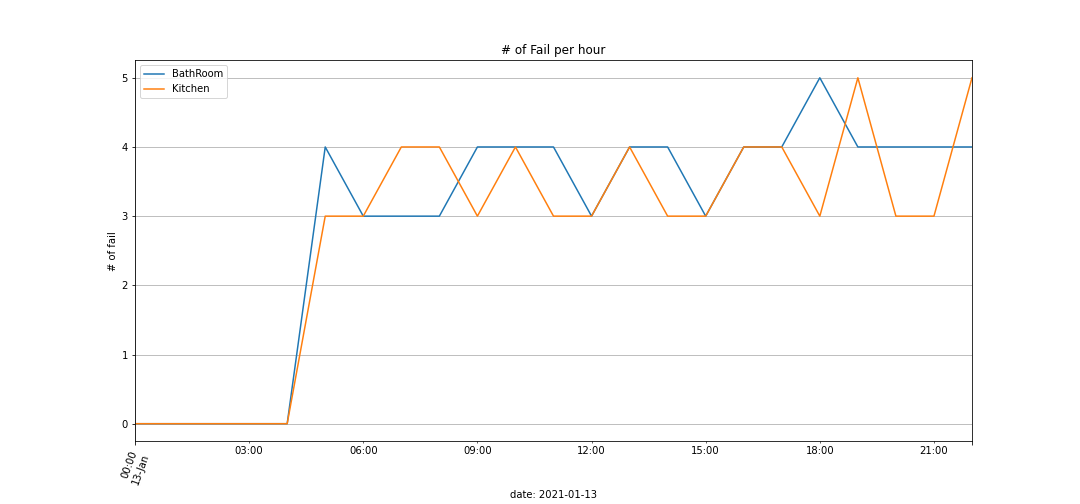 # of Fail per hour
BathRoom
Kitchen
5
4
3
2
1
0
# of fail
00:00
13-Jan
03:00
06:00
09:00
12:00
15:00
18:00
21:00
date: 2021-01-13